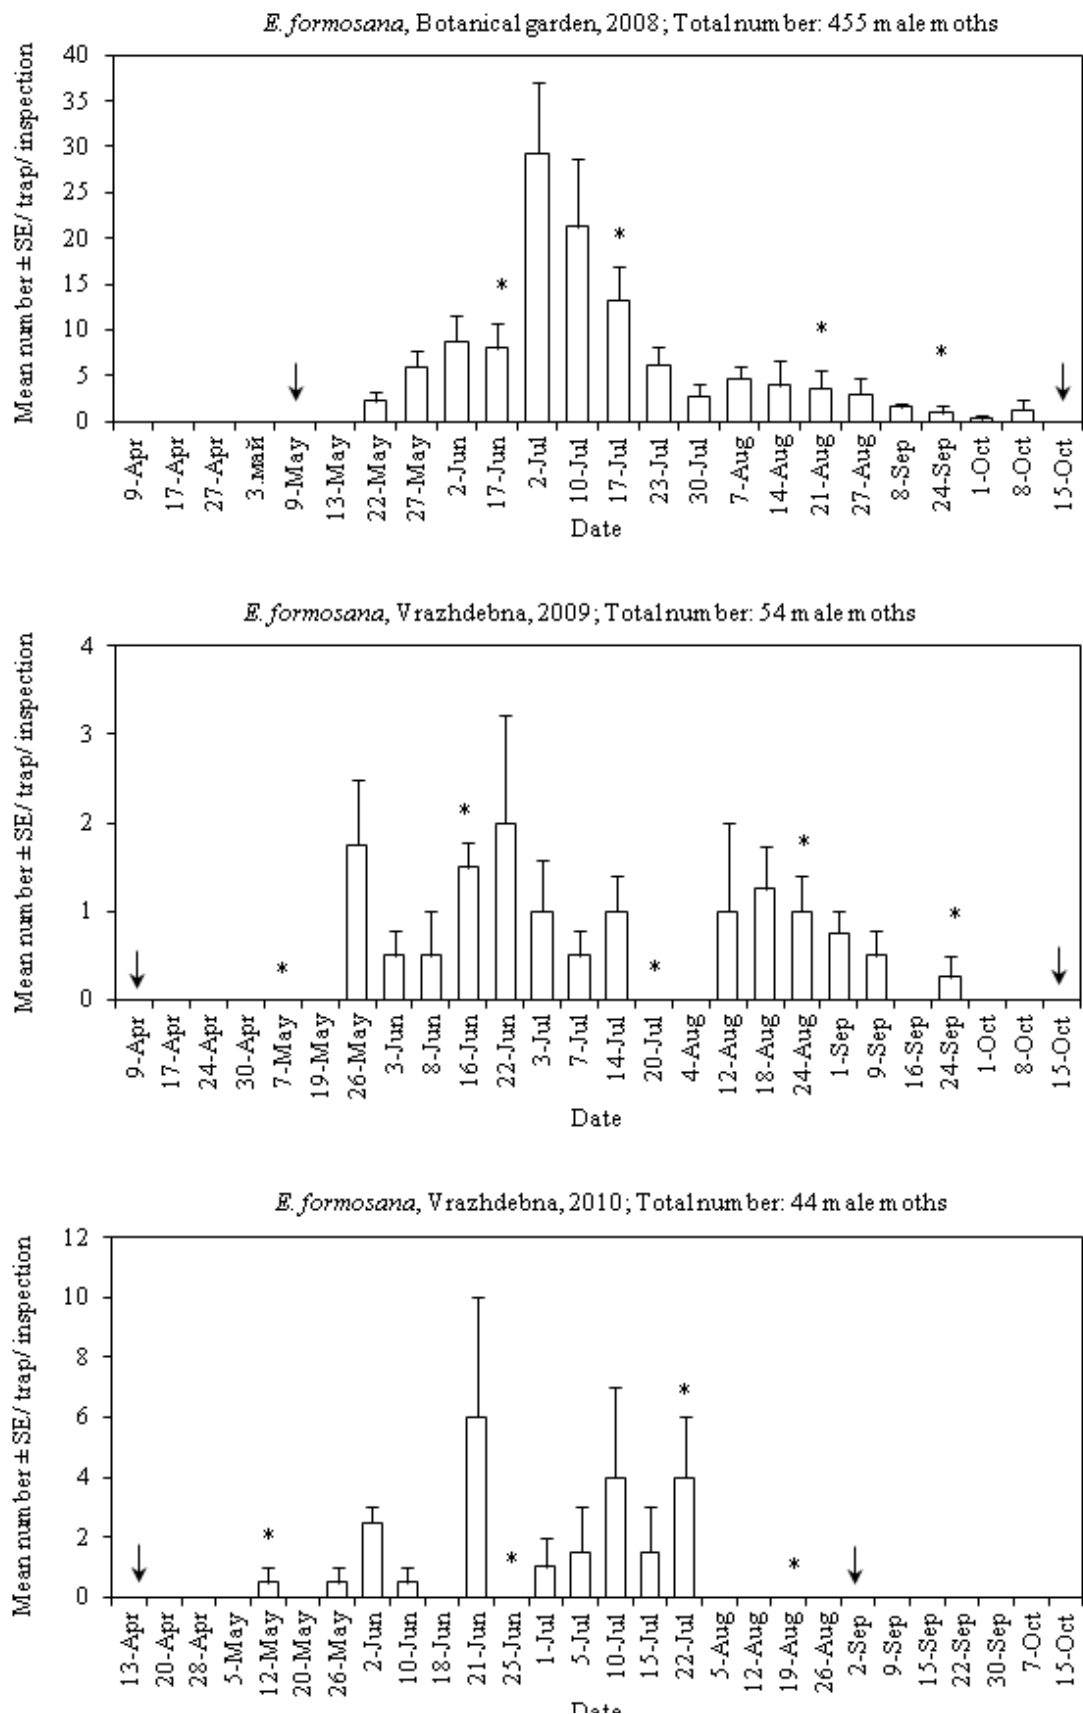 E. formosana, Botanical garden, 2008; Total number: 455 male moths
Mean number ± SE/ trap/ inspection
40
35
30
25
20
15
10
5
0
*
*
*
*
9-Apr
17-Apr
27-Apr
3.май
9-May
13-May
22-May
27-May
2-Jun
17-Jun
2-Jul
10-Jul
17-Jul
23-Jul
30-Jul
7-Aug
14-Aug
21-Aug
27-Aug
8-Sep
24-Sep
1-Oct
8-Oct
15-Oct
Date
E. formosana, Vrazhdebna, 2009; Total number: 54 male moths
Mean number ± SE/ trap/ inspection
4
3
2
1
0
*
*
*
*
*
9-Apr
17-Apr
24-Apr
30-Apr
7-May
19-May
26-May
3-Jun
8-Jun
16-Jun
22-Jun
3-Jul
7-Jul
14-Jul
20-Jul
4-Aug
12-Aug
18-Aug
24-Aug
1-Sep
9-Sep
16-Sep
24-Sep
1-Oct
8-Oct
15-Oct
Date
E. formosana, Vrazhdebna, 2010; Total number: 44 male moths
Mean number ± SE/ trap/ inspection
12
10
8
6
4
2
0
*
*
*
*
13-Apr
20-Apr
28-Apr
5-May
12-May
20-May
26-May
2-Jun
10-Jun
18-Jun
21-Jun
25-Jun
1-Jul
5-Jul
10-Jul
15-Jul
22-Jul
5-Aug
12-Aug
19-Aug
26-Aug
2-Sep
9-Sep
15-Sep
22-Sep
30-Sep
7-Oct
15-Oct
Date